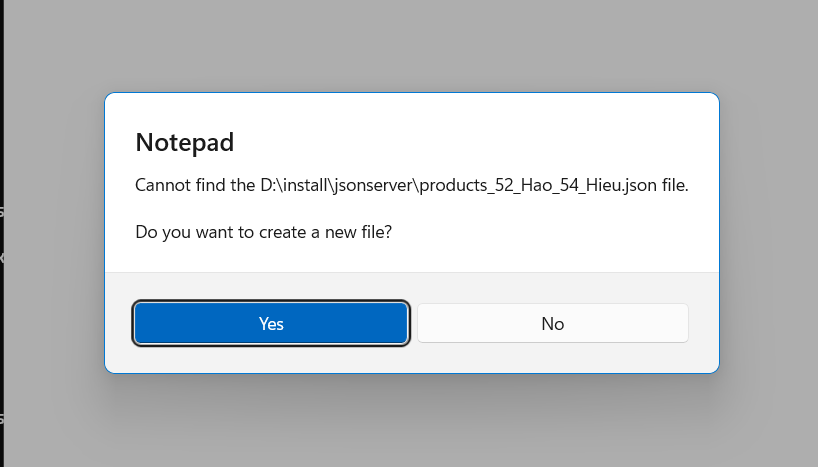 Notepad
Cannot find the D:\install\jsonserver\products_52_Hao_54_Hieu.json file.
Do you want to create a new file?
Yes
No